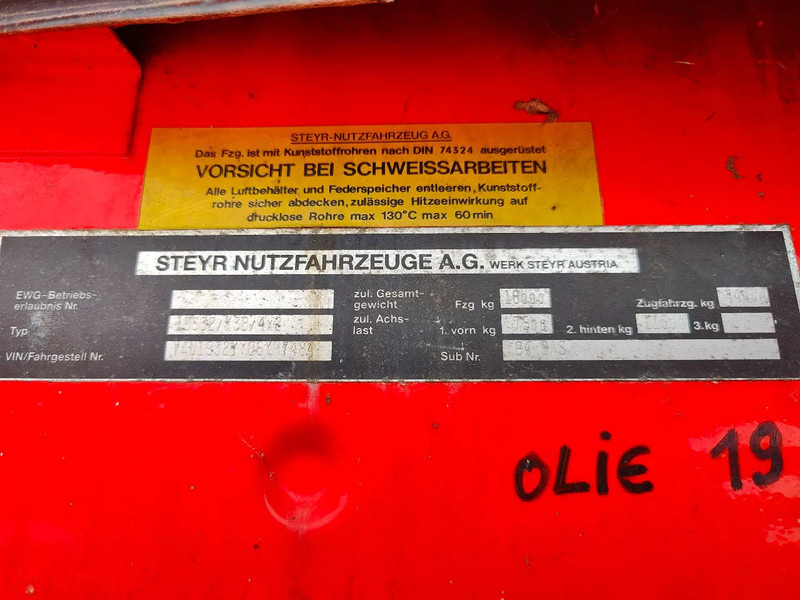 STEYR-NUTZFAHRZEUG A.G.
Das Fzg. ist mit Kunststoffrohren nach DIN 74324 ausgerüstet
VORSICHT BEI SCHWEISSARBEITEN
Alle Luftbehälter und Federspeicher entleeren, Kunststoff-
rohre sicher abdecken, zulässige Hitzeeinwirkung auf
drucklose Rohre max 130°C max 60 min
STEYR NUTZFAHRZEUGE A.G. WERK STEYR AUSTRIA
EWG-Betriebs-
erlaubnis Nr.
zul. Gesamt-
gewicht Fzg kg 18000 Zugfahrzg. kg
Typ zul. Achs-
last 1. vorn kg 7500 2. hinten kg 3. kg
VIN/Fahrgestell Nr. Sub Nr.
OLiE 19